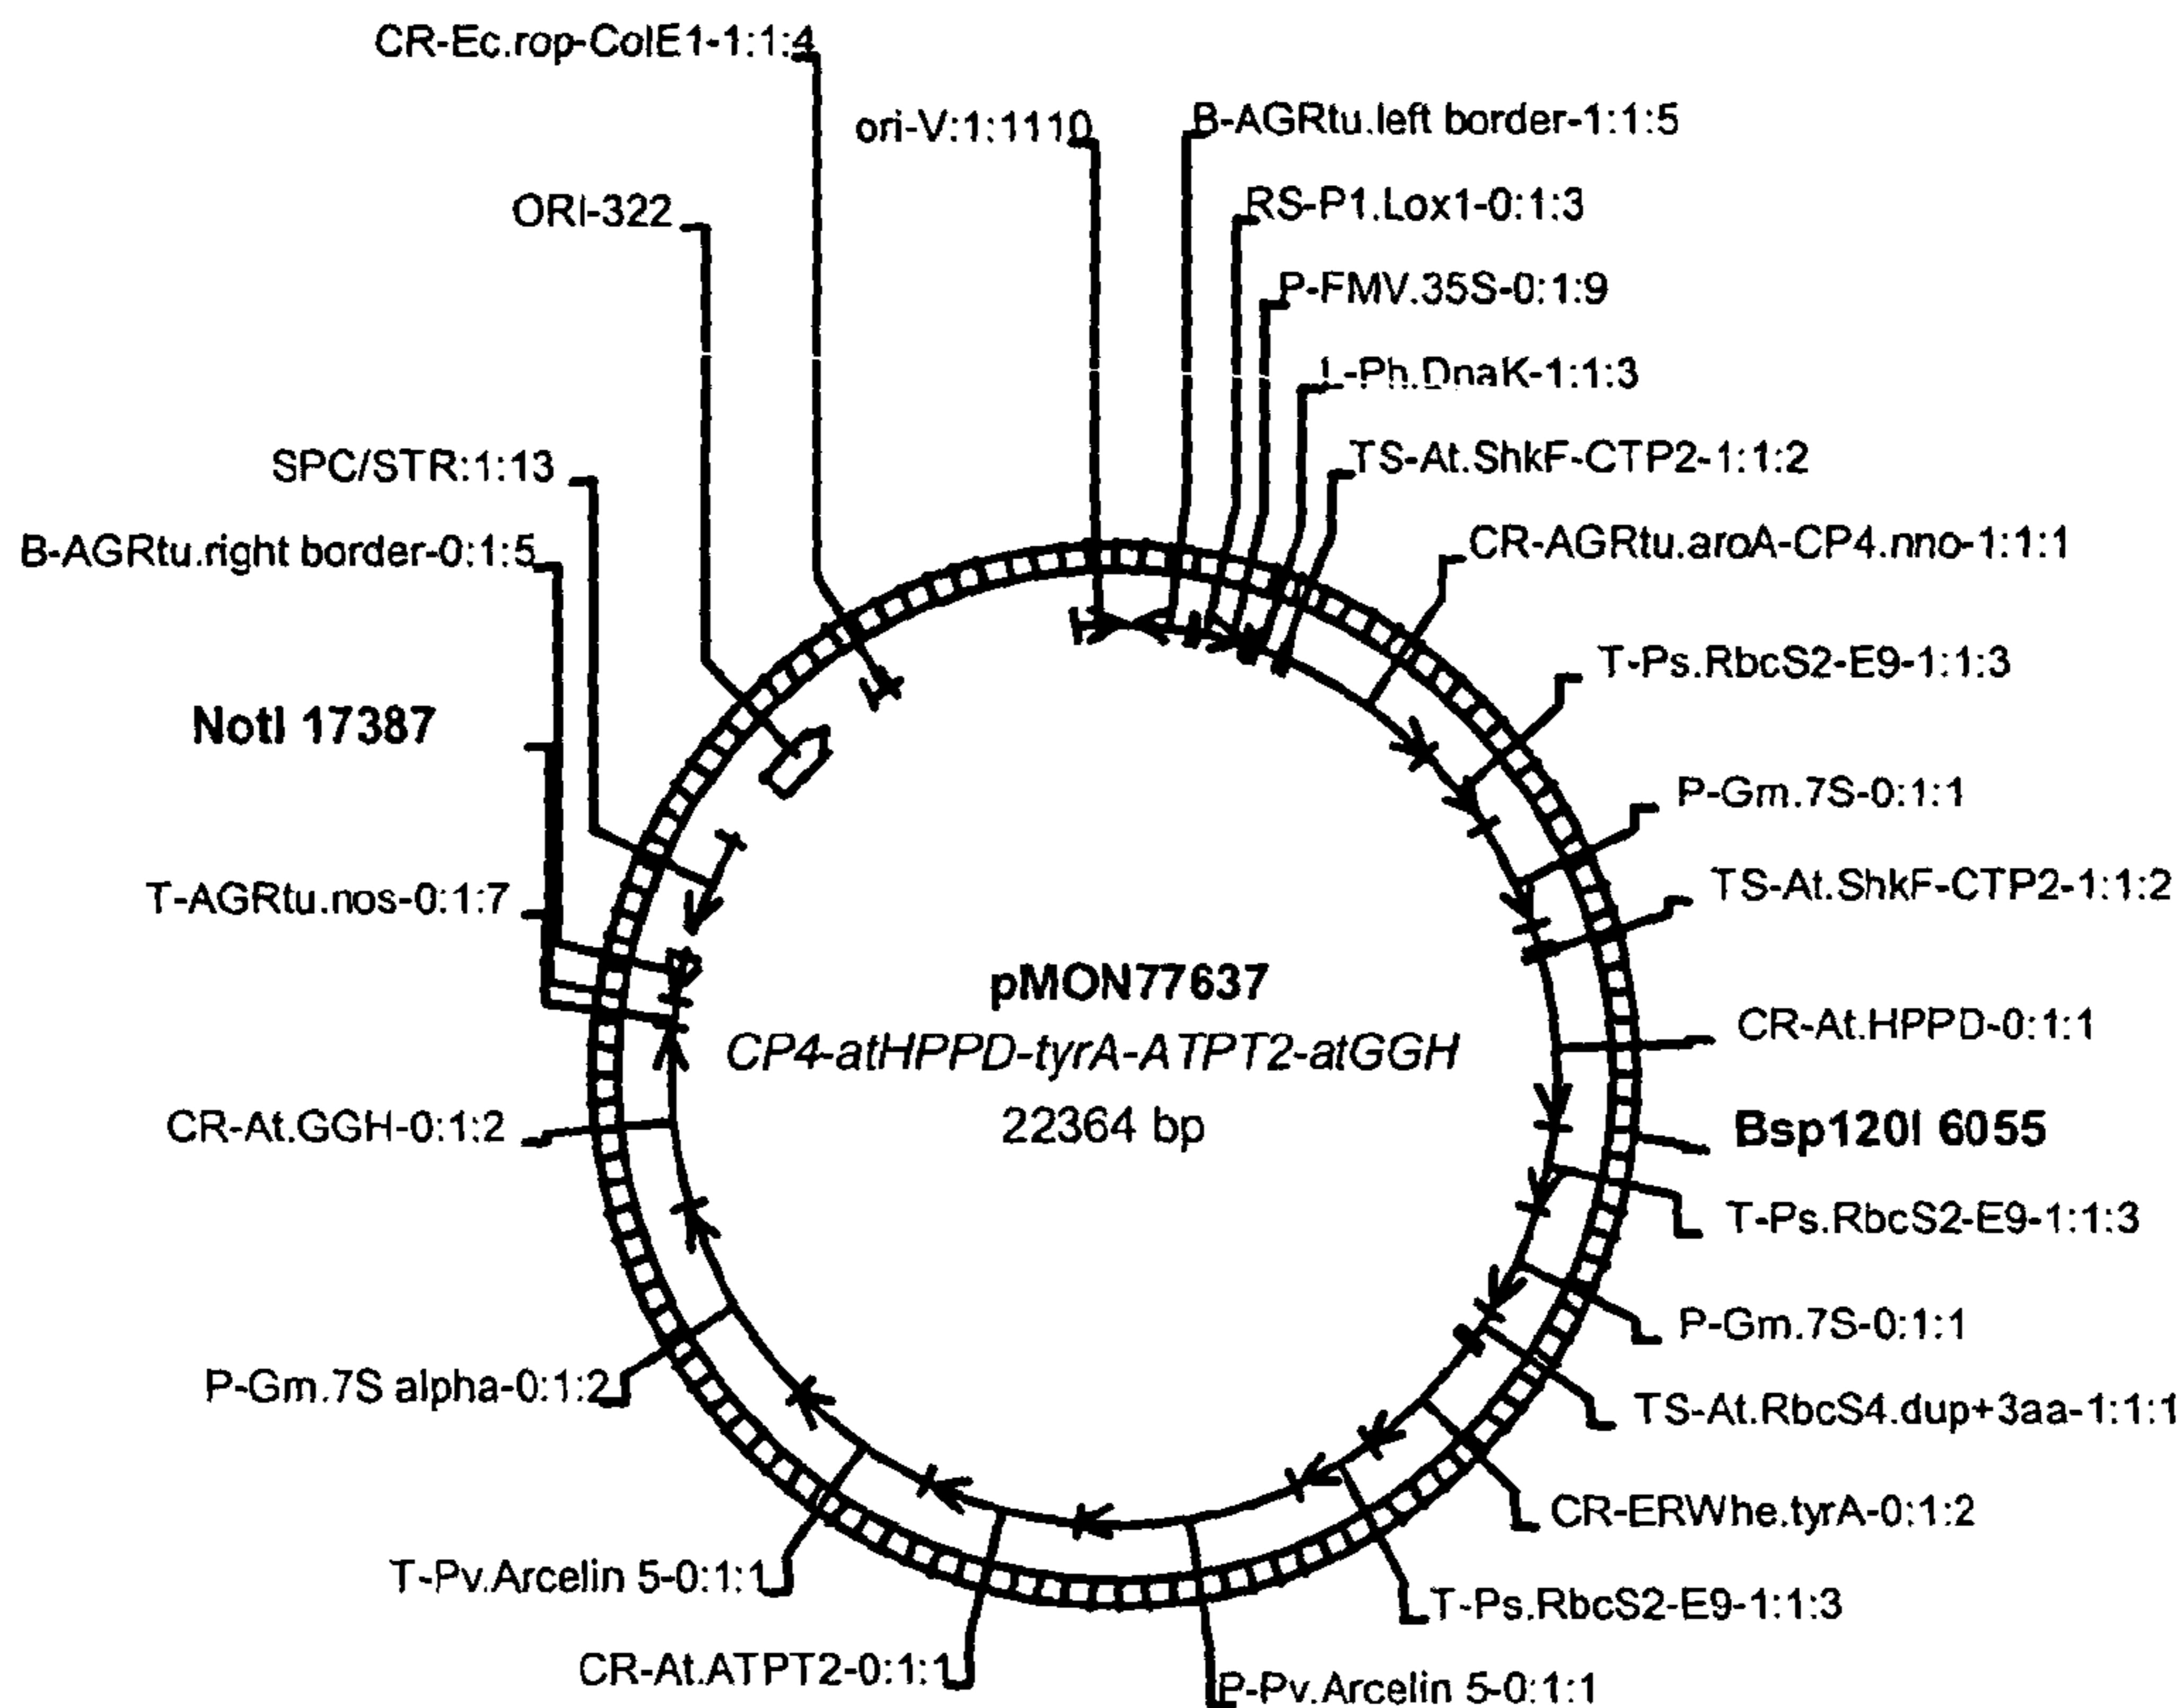 CR-Ec.rop-ColE1-1:1:4
ori-V:1:1110
B-AGRtu.left border-1:1:5
ORI-322
RS-P1.Lox1-0:1:3
P-FMV.35S-0:1:9
L-Ph.DnaK-1:1:3
SPC/STR:1:13
TS-At.ShkF-CTP2-1:1:2
B-AGRtu.right border-0:1:5
CR-AGRtu.aroA-CP4.nno-1:1:1
T-Ps.RbcS2-E9-1:1:3
NotI 17387
P-Gm.7S-0:1:1
T-AGRtu.nos-0:1:7
TS-At.ShkF-CTP2-1:1:2
pMON77637
CP4-atHPPD-tyrA-ATPT2-atGGH
22364 bp
CR-At.HPPD-0:1:1
CR-At.GGH-0:1:2
Bsp120I 6055
T-Ps.RbcS2-E9-1:1:3
P-Gm.7S-0:1:1
P-Gm.7S alpha-0:1:2
TS-At.RbcS4.dup+3aa-1:1:1
CR-ERWhe.tyrA-0:1:2
T-Pv.Arcelin 5-0:1:1
T-Ps.RbcS2-E9-1:1:3
CR-At.ATPT2-0:1:1
P-Pv.Arcelin 5-0:1:1